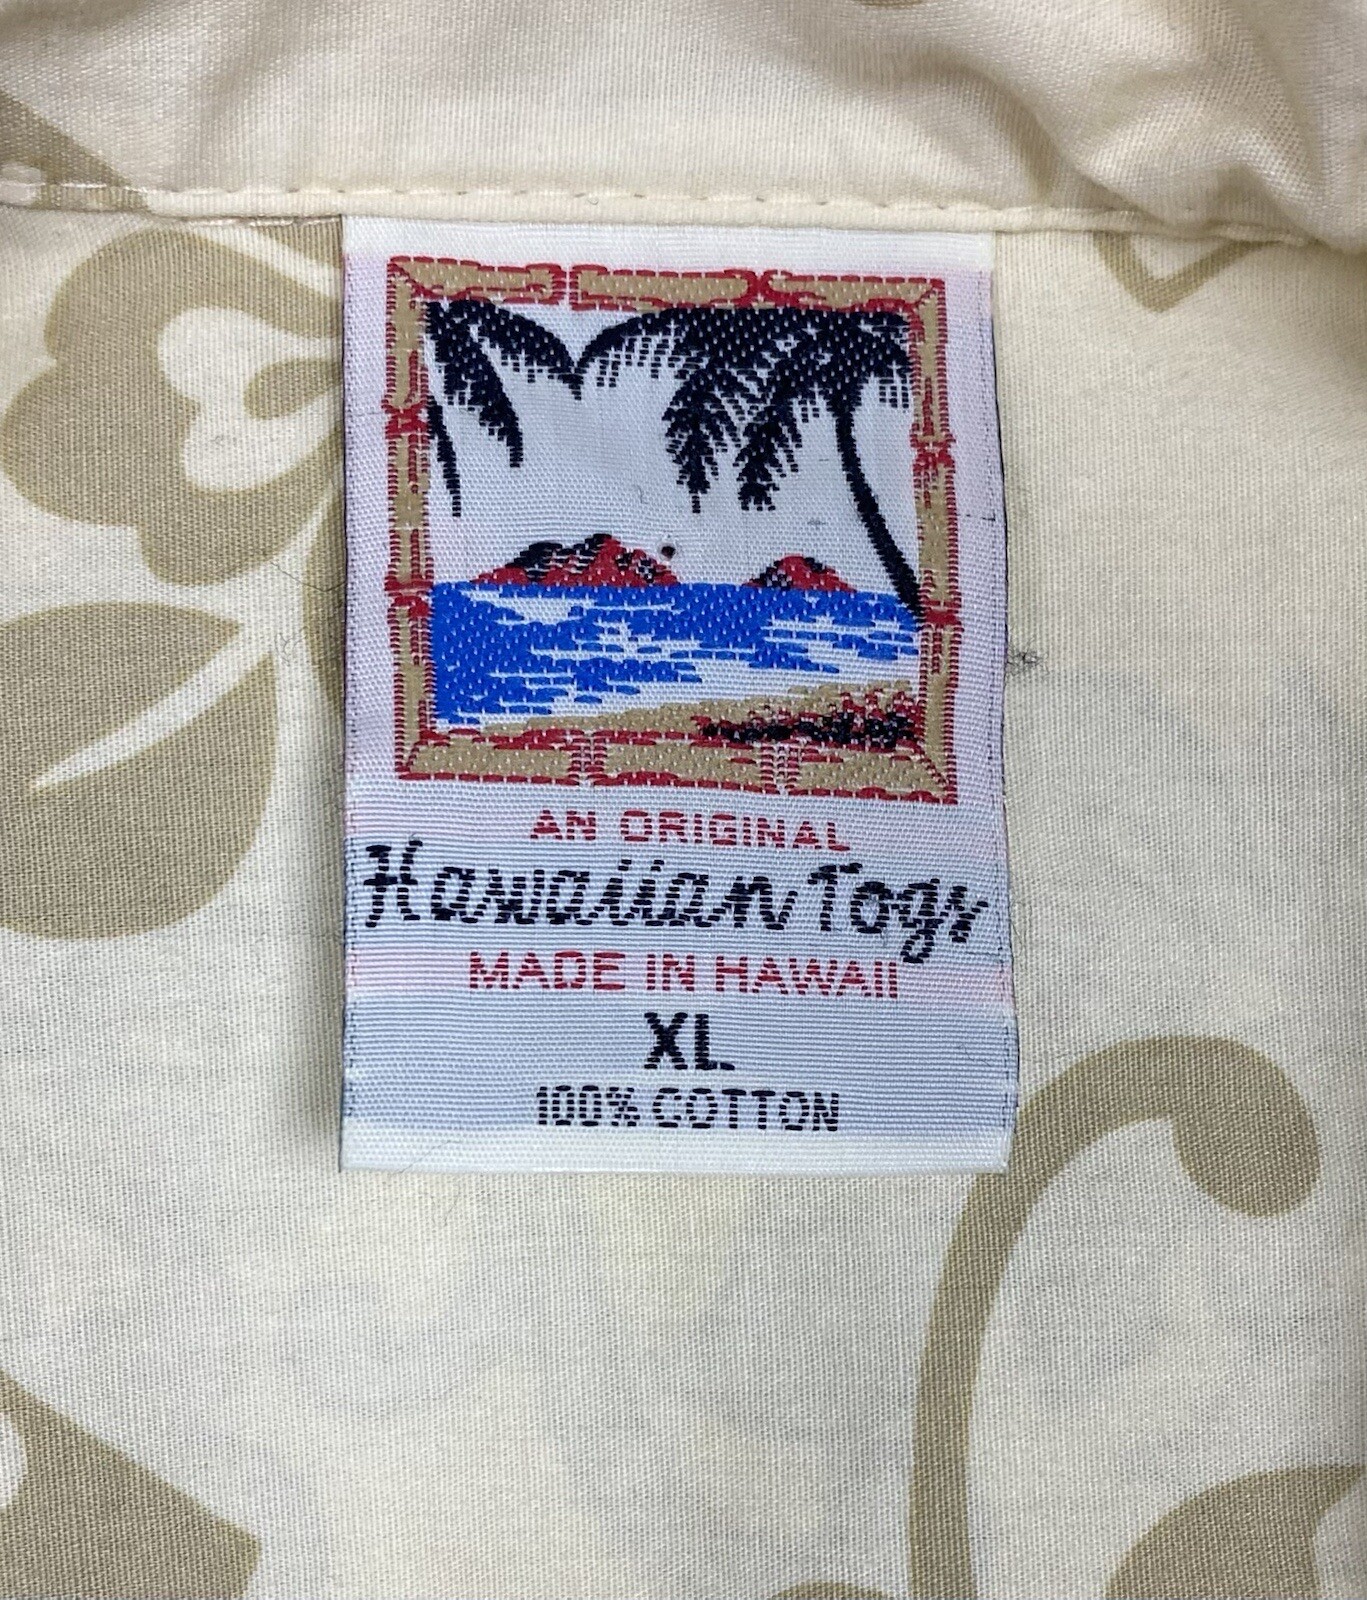 AN ORIGINAL
Hawaiian Togs
MADE IN HAWAII
XL
100% COTTON